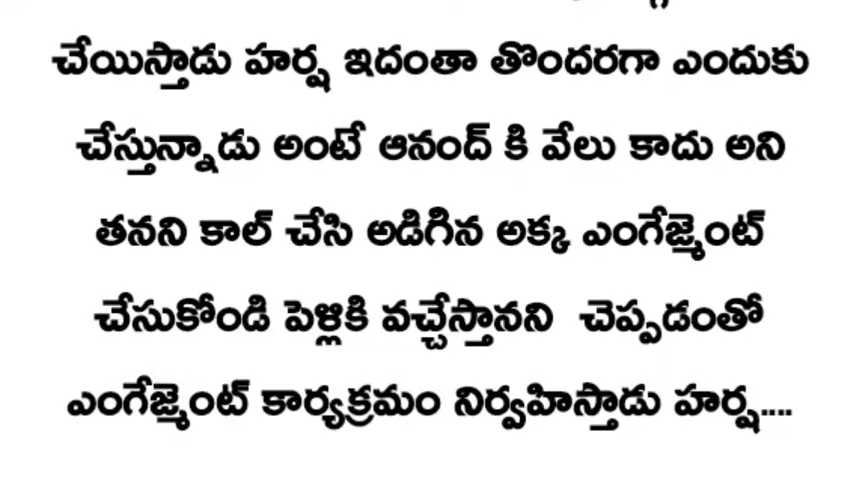 చేయిస్తాడు హర్ష ఇదంతా తొందరగా ఎందుకు
చేస్తున్నాడు అంటే ఆనంద్ కి వేలు కాదు అని
తనని కాల్ చేసి అడిగిన అక్క ఎంగేజ్మెంట్
చేసుకోండి పెళ్లికి వచ్చేస్తానని చెప్పడంతో
ఎంగేజ్మెంట్ కార్యక్రమం నిర్వహిస్తాడు హర్ష....